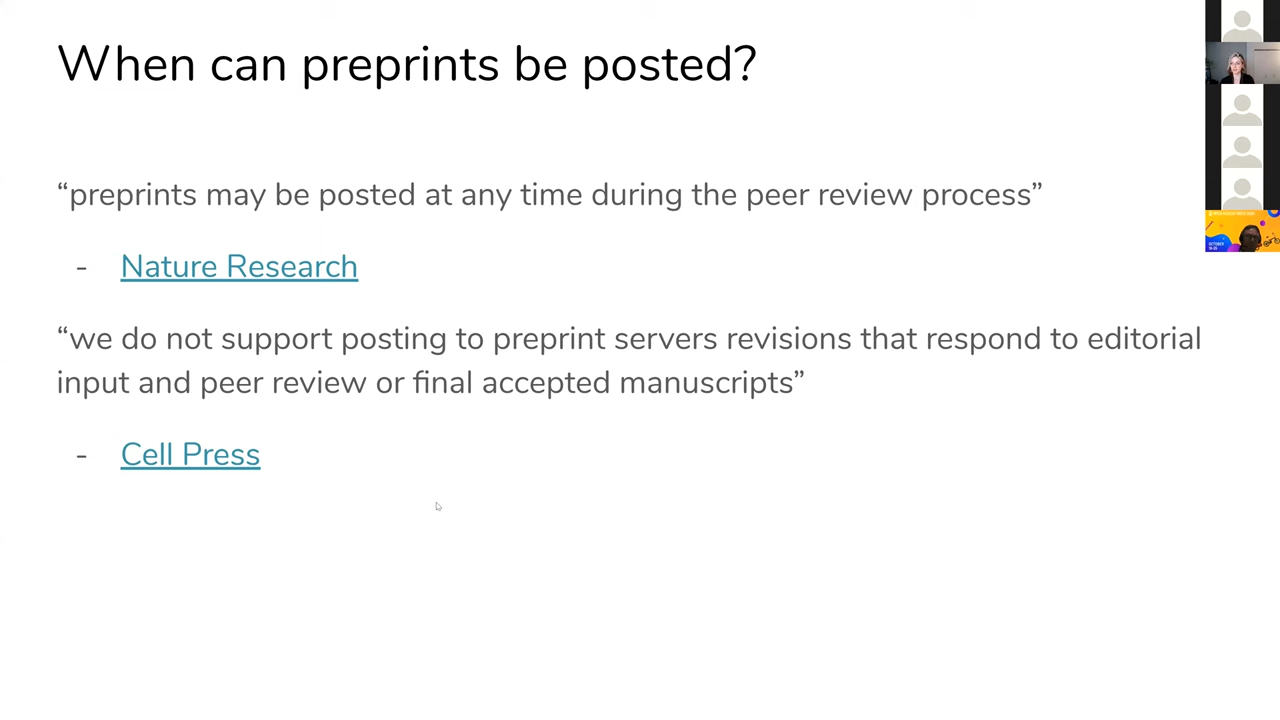 When can preprints be posted?
“preprints may be posted at any time during the peer review process”
- Nature Research
“we do not support posting to preprint servers revisions that respond to editorial
input and peer review or final accepted manuscripts”
- Cell Press
OCTOBER